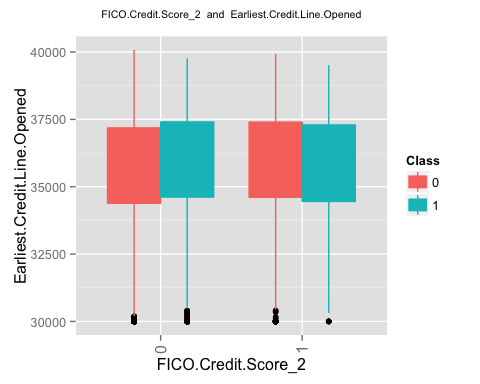 FICO.Credit.Score_2 and Earliest.Credit.Line.Opened
40000
37500
35000
32500
30000
Earliest.Credit.Line.Opened
0
1
FICO.Credit.Score_2
Class
0
1